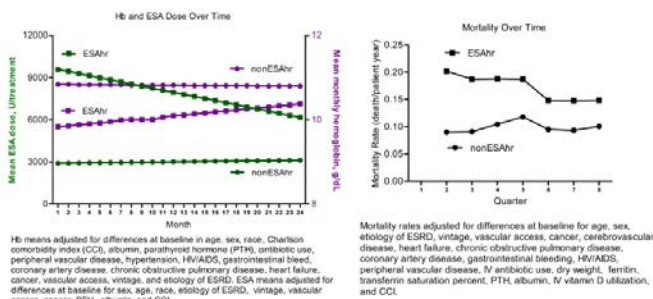 Hb and ESA Dose Over Time
12000
9000
6000
3000
0
12
10
8
Mean ESA dose, U/treatment
Mean monthly hemoglobin, g/dL
ESAhr
nonESAhr
ESAhr
nonESAhr
1 2 3 4 5 6 7 8 9 10 11 12 13 14 15 16 17 18 19 20 21 22 23 24
Month
Hb means adjusted for differences at baseline in age, sex, race, Charlson
comorbidity index (CCI), albumin, parathyroid hormone (PTH), antibiotic use,
peripheral vascular disease, hypertension, HIV/AIDS, gastrointestinal bleed,
coronary artery disease, chronic obstructive pulmonary disease, heart failure,
cancer, vascular access, vintage, and etiology of ESRD. ESA means adjusted for
differences at baseline for sex, age, race, etiology of ESRD, vintage, vascular
access, cancer, PTH, albumin, and CCI.
Mortality Over Time
0.25
0.20
0.15
0.10
0.05
0.00
Mortality Rate (death/patient year)
ESAhr
nonESAhr
1 2 3 4 5 6 7 8
Quarter
Mortality rates adjusted for differences at baseline for age, sex,
etiology of ESRD, vintage, vascular access, cancer, cerebrovascular
disease, heart failure, chronic obstructive pulmonary disease,
coronary artery disease, gastrointestinal bleeding, HIV/AIDS,
peripheral vascular disease, IV antibiotic use, dry weight, ferritin,
transferrin saturation percent, PTH, albumin, IV vitamin D utilization,
and CCI.